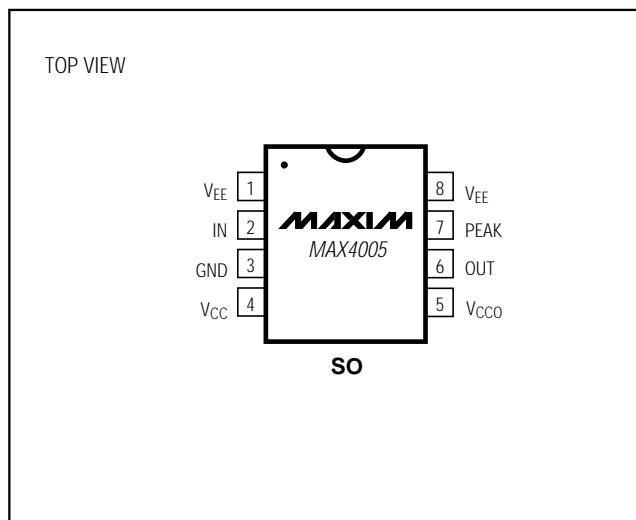 TOP VIEW
VEE 1
IN 2
GND 3
VCC 4
MAXIM
MAX4005
8 VEE
7 PEAK
6 OUT
5 VCCO
SO